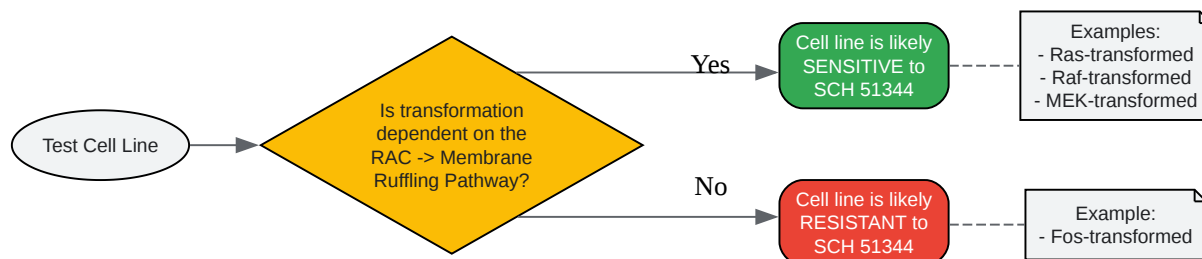 Test Cell Line
Is transformation
dependent on the
RAC -> Membrane
Ruffling Pathway?
Yes
Cell line is likely
SENSITIVE to
SCH 51344
Examples:
- Ras-transformed
- Raf-transformed
- MEK-transformed
No
Cell line is likely
RESISTANT to
SCH 51344
Example:
- Fos-transformed